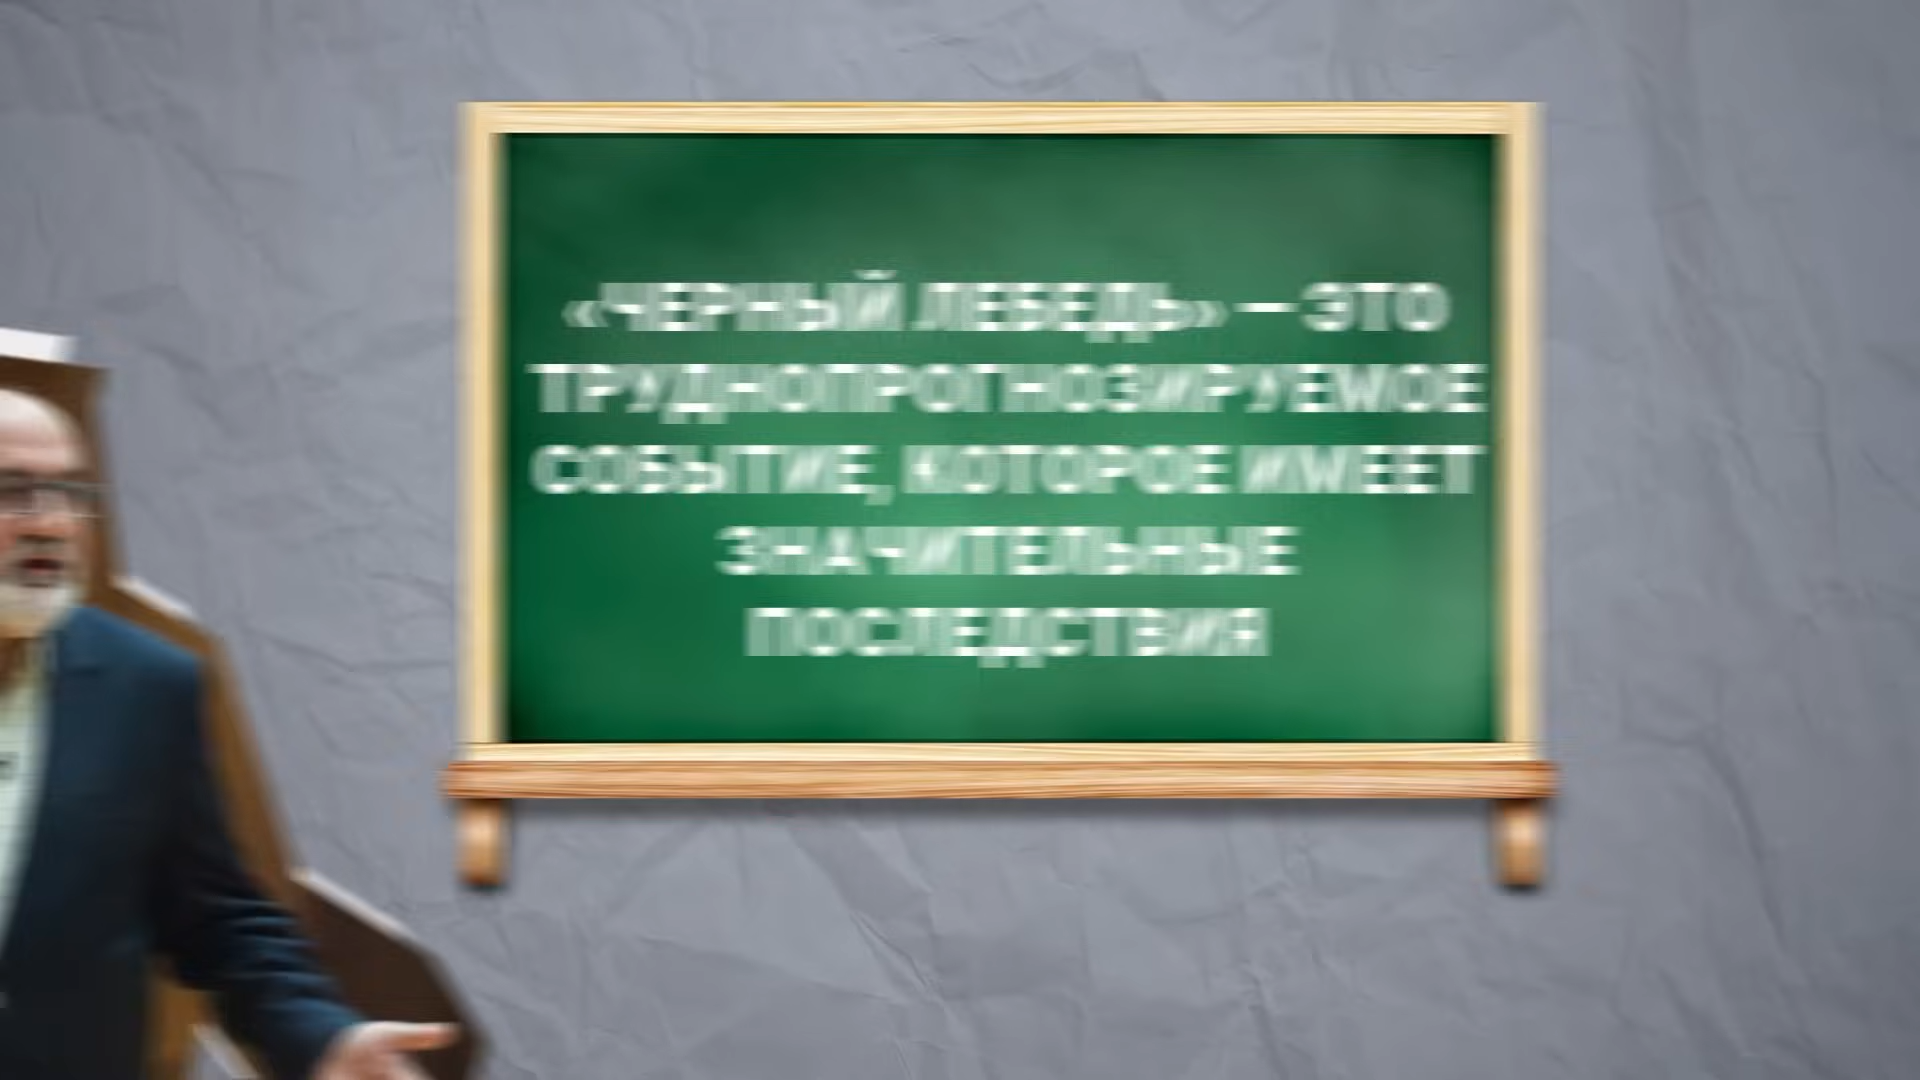 «ЧЕРНЫЙ ЛЕБЕДЬ» — ЭТО
ТРУДНОПРОГНОЗИРУЕМОЕ
СОБЫТИЕ, КОТОРОЕ ИМЕЕТ
ЗНАЧИТЕЛЬНЫЕ
ПОСЛЕДСТВИЯ